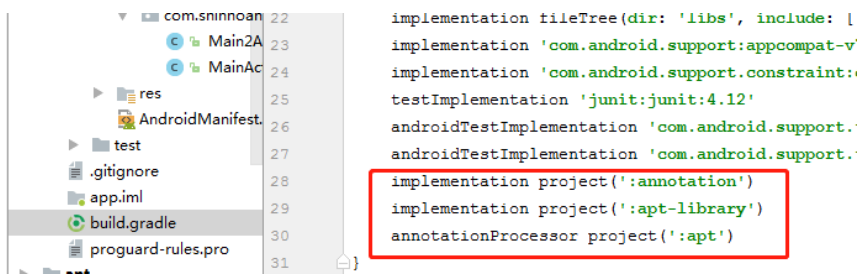 com.shinhoan
Main2A
MainAc
res
AndroidManifest.
test
.gitignore
app.iml
build.gradle
proguard-rules.pro
apt
22 implementation fileTree(dir: 'libs', include: [
23 implementation 'com.android.support:appcompat-v
24 implementation 'com.android.support.constraint:
25 testImplementation 'junit:junit:4.12'
26 androidTestImplementation 'com.android.support.
27 androidTestImplementation 'com.android.support.
28 implementation project(':annotation')
29 implementation project(':apt-library')
30 annotationProcessor project(':apt')
31 }